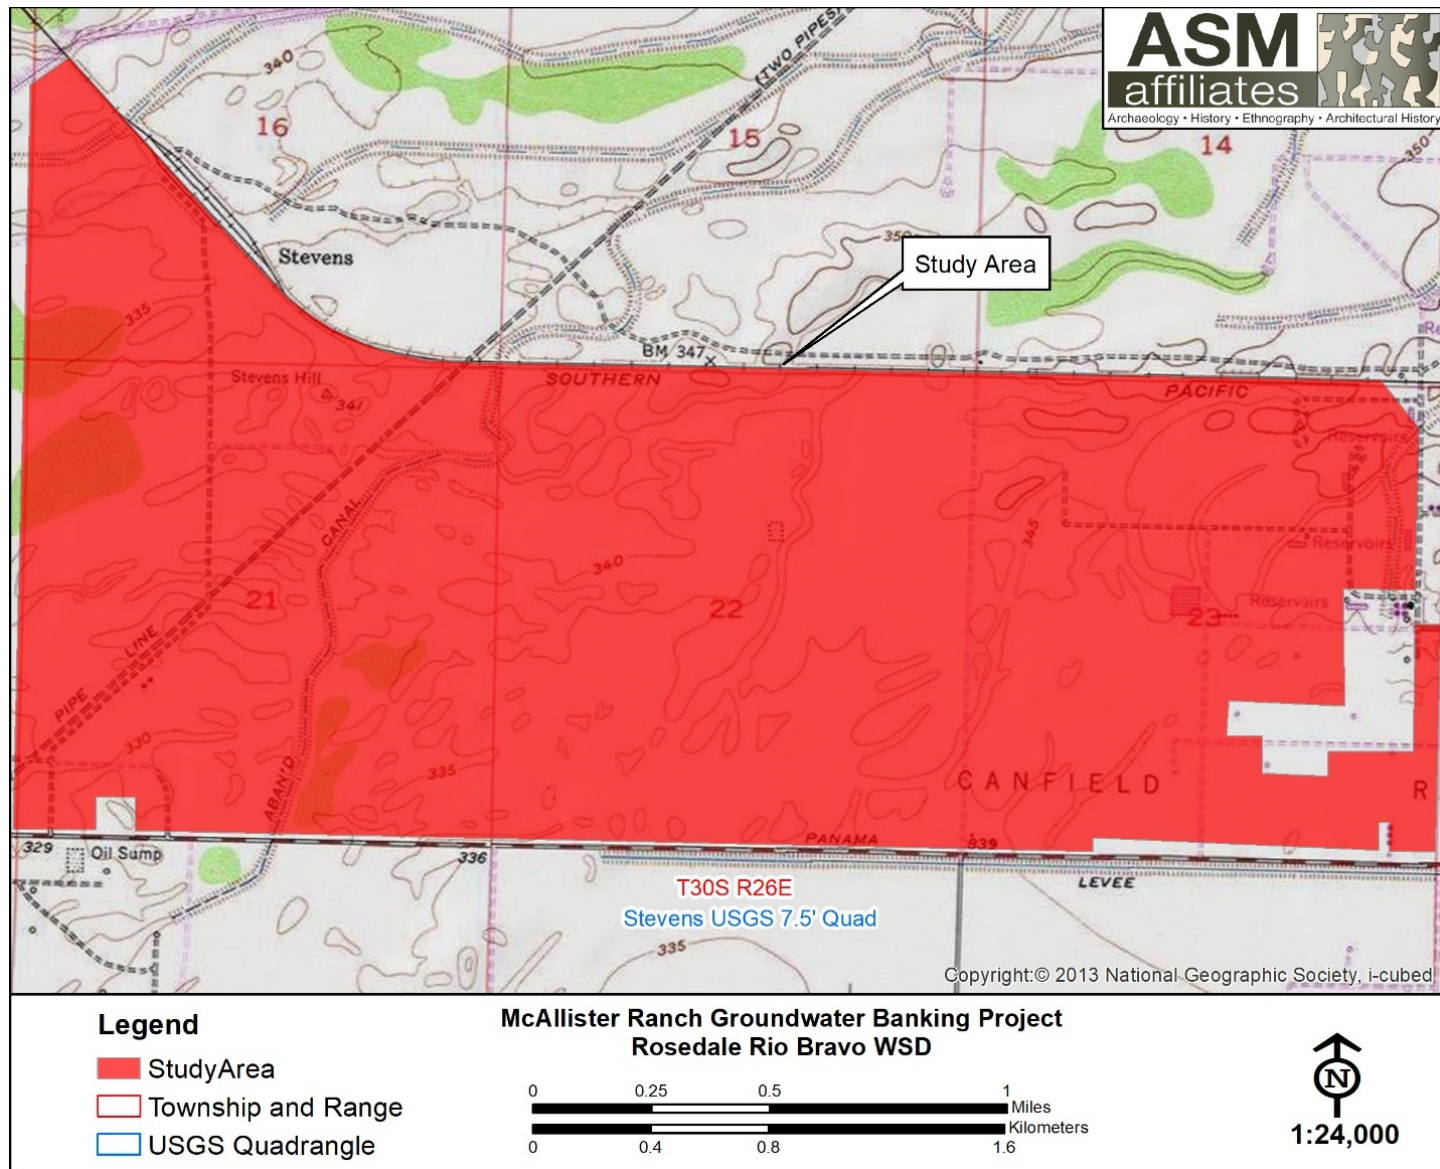 ASM
affiliates
Archaeology • History • Ethnography • Architectural History
340
(TWO PIPES)
16
15
14
350
Stevens
350
Study Area
335
BM 347
Stevens Hill
341
SOUTHERN
PACIFIC
Reservoirs
CANAL
345
340
Reservoirs
21
22
23
Reservoirs
PIPE LINE
330
335
ABAN'D
CANFIELD
R
329
Oil Sump
336
PANAMA
839
LEVEE
T30S R26E
Stevens USGS 7.5' Quad
335
Copyright:© 2013 National Geographic Society, i-cubed
Legend
StudyArea
Township and Range
USGS Quadrangle
McAllister Ranch Groundwater Banking Project
Rosedale Rio Bravo WSD
0 0.25 0.5 1
Miles
Kilometers
0 0.4 0.8 1.6
N
1:24,000